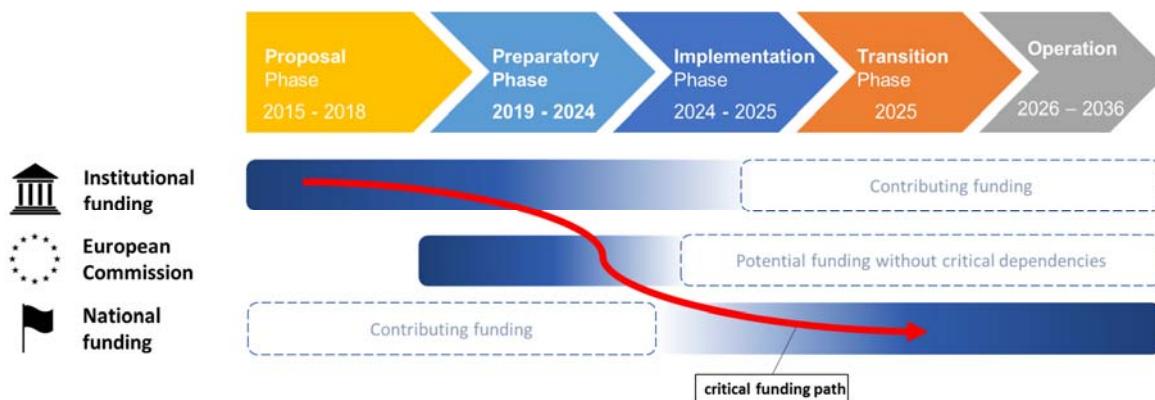 Proposal
Phase
2015 - 2018
Preparatory
Phase
2019 - 2024
Implementation
Phase
2024 - 2025
Transition
Phase
2025
Operation
2026 – 2036
Institutional
funding
Contributing funding
European
Commission
Potential funding without critical dependencies
National
funding
Contributing funding
critical funding path